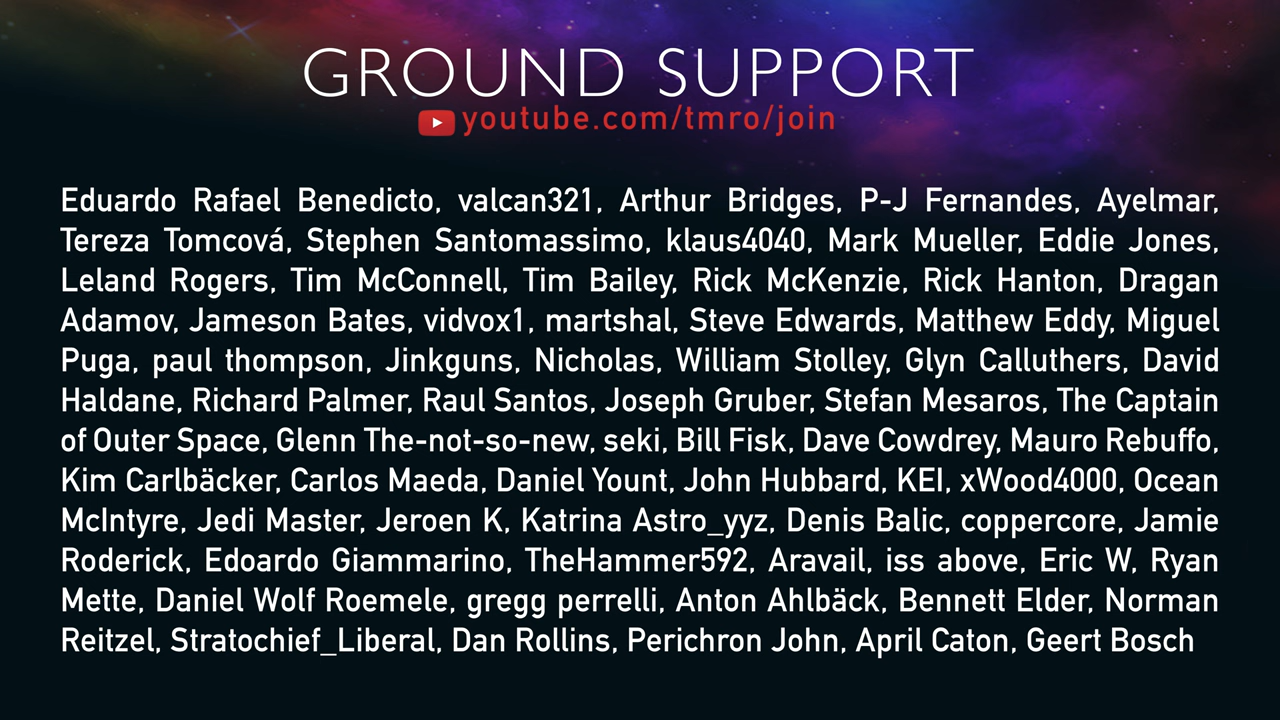 GROUND SUPPORT
youtube.com/tmro/join
Eduardo Rafael Benedicto, valcan321, Arthur Bridges, P-J Fernandes, Ayelmar,
Tereza Tomcová, Stephen Santomassimo, klaus4040, Mark Mueller, Eddie Jones,
Leland Rogers, Tim McConnell, Tim Bailey, Rick McKenzie, Rick Hanton, Dragan
Adamov, Jameson Bates, vidvox1, martshal, Steve Edwards, Matthew Eddy, Miguel
Puga, paul thompson, Jinkguns, Nicholas, William Stolley, Glyn Calluthers, David
Haldane, Richard Palmer, Raul Santos, Joseph Gruber, Stefan Mesaros, The Captain
of Outer Space, Glenn The-not-so-new, seki, Bill Fisk, Dave Cowdrey, Mauro Rebuffo,
Kim Carlbäcker, Carlos Maeda, Daniel Yount, John Hubbard, KEI, xWood4000, Ocean
McIntyre, Jedi Master, Jeroen K, Katrina Astro_yyz, Denis Balic, coppercore, Jamie
Roderick, Edoardo Giammarino, TheHammer592, Aravail, iss above, Eric W, Ryan
Mette, Daniel Wolf Roemele, gregg perrelli, Anton Ahlbäck, Bennett Elder, Norman
Reitzel, Stratochief_Liberal, Dan Rollins, Perichron John, April Caton, Geert Bosch